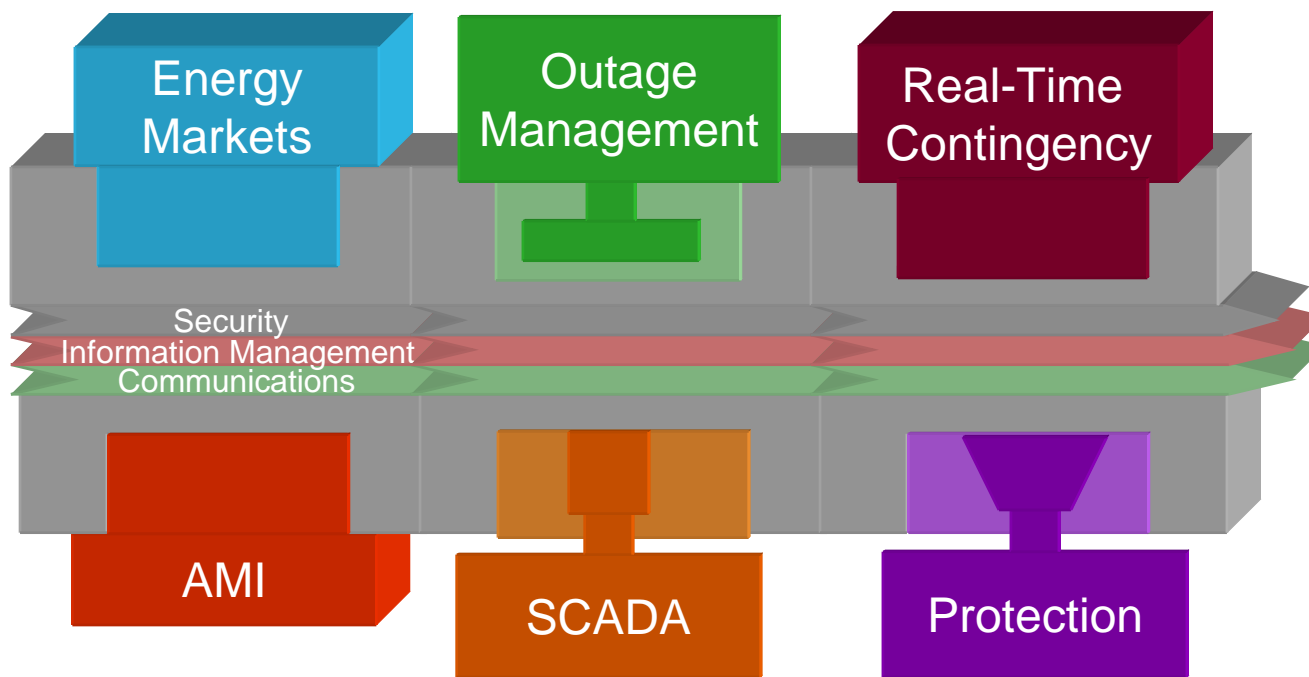 Energy
Markets
Outage
Management
Real-Time
Contingency
Security
Information Management
Communications
AMI
SCADA
Protection